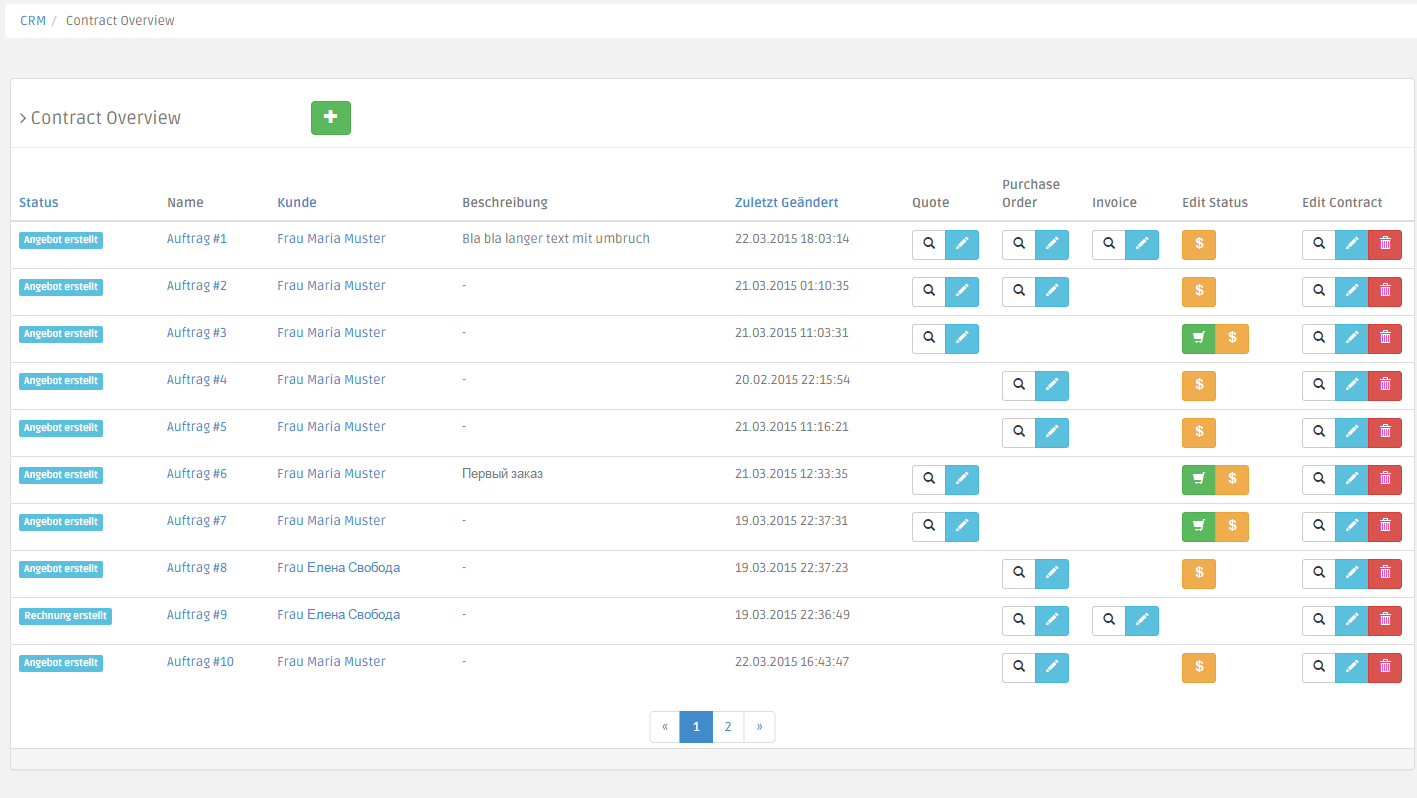 CRM / Contract Overview
> Contract Overview
Status Name Kunde Beschreibung Zuletzt Geändert Quote Purchase Order Invoice Edit Status Edit Contract
Angebot erstellt Auftrag #1 Frau Maria Muster Bla bla langer text mit umbruch 22.03.2015 18:03:14 $
Angebot erstellt Auftrag #2 Frau Maria Muster - 21.03.2015 01:10:35 $
Angebot erstellt Auftrag #3 Frau Maria Muster - 21.03.2015 11:03:31 $
Angebot erstellt Auftrag #4 Frau Maria Muster - 20.02.2015 22:15:54 $
Angebot erstellt Auftrag #5 Frau Maria Muster - 21.03.2015 11:16:21 $
Angebot erstellt Auftrag #6 Frau Maria Muster Первый заказ 21.03.2015 12:33:35 $
Angebot erstellt Auftrag #7 Frau Maria Muster - 19.03.2015 22:37:31 $
Angebot erstellt Auftrag #8 Frau Елена Свобода - 19.03.2015 22:37:23 $
Rechnung erstellt Auftrag #9 Frau Елена Свобода - 19.03.2015 22:36:49
Angebot erstellt Auftrag #10 Frau Maria Muster - 22.03.2015 16:43:47 $
« 1 2 »